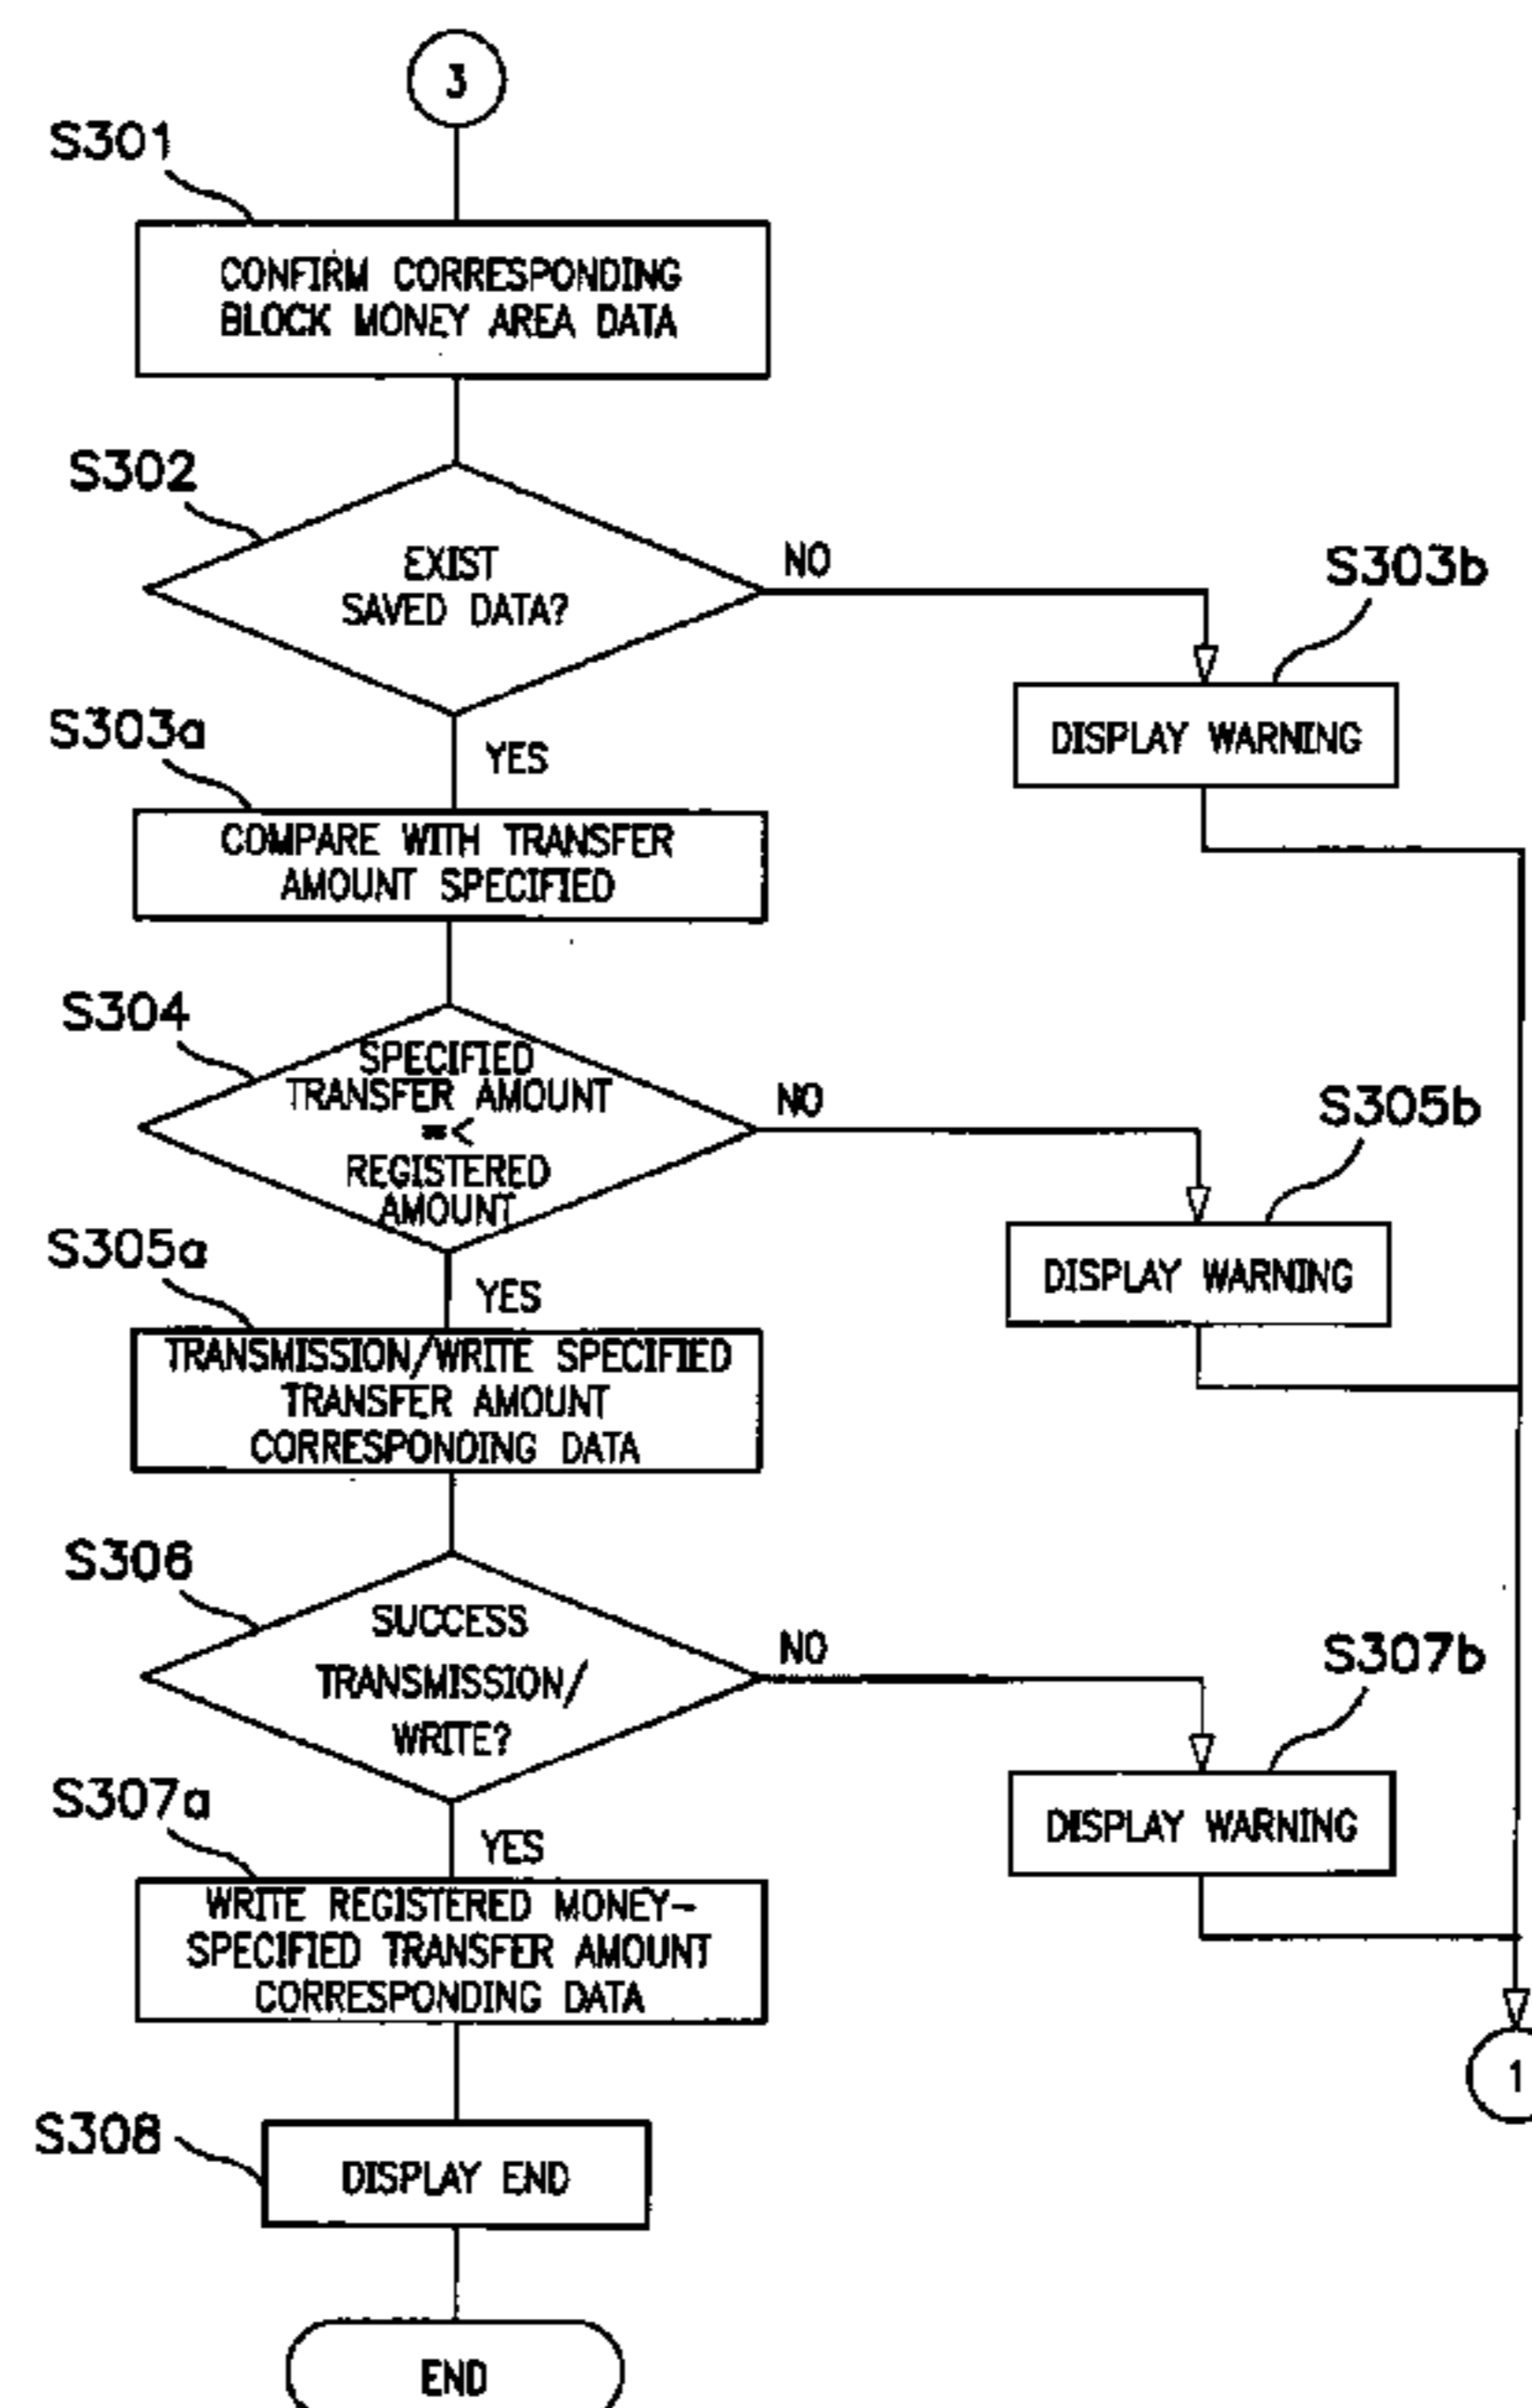 3
S301
CONFIRM CORRESPONDING
BLOCK MONEY AREA DATA
S302
EXIST
SAVED DATA?
NO
S303b
DISPLAY WARNING
YES
S303a
COMPARE WITH TRANSFER
AMOUNT SPECIFIED
S304
SPECIFIED
TRANSFER AMOUNT
=<
REGISTERED
AMOUNT
NO
S305b
DISPLAY WARNING
YES
S305a
TRANSMISSION/WRITE SPECIFIED
TRANSFER AMOUNT
CORRESPONDING DATA
S306
SUCCESS
TRANSMISSION/
WRITE?
NO
S307b
DISPLAY WARNING
YES
S307a
WRITE REGISTERED MONEY-
SPECIFIED TRANSFER AMOUNT
CORRESPONDING DATA
1
S308
DISPLAY END
END